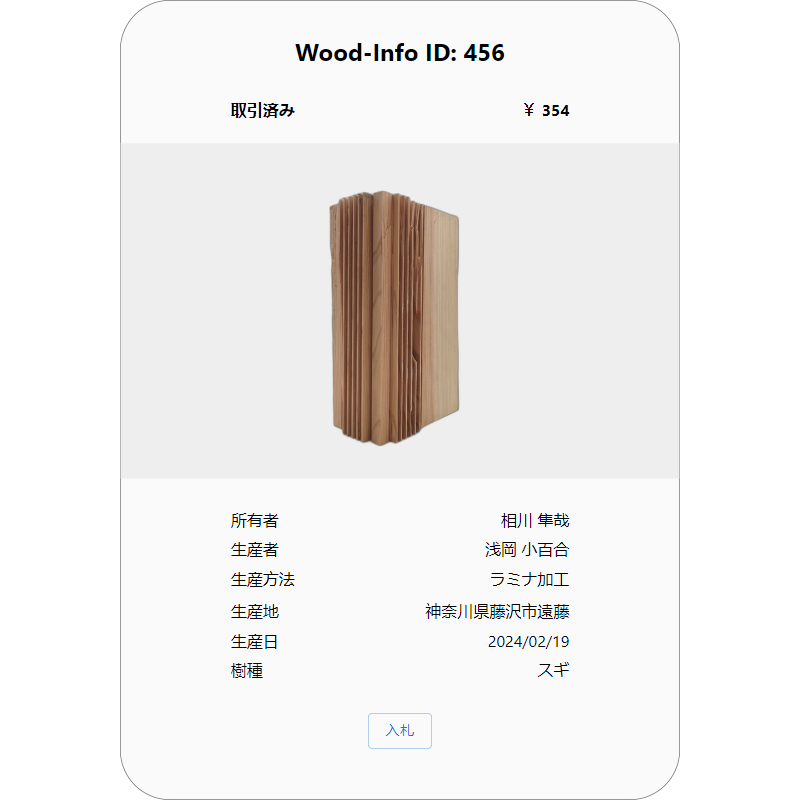 Wood-Info ID: 456
取引済み ￥ 354
所有者 相川 隼哉
生産者 浅岡 小百合
生産方法 ラミナ加工
生産地 神奈川県藤沢市遠藤
生産日 2024/02/19
樹種 スギ
入札